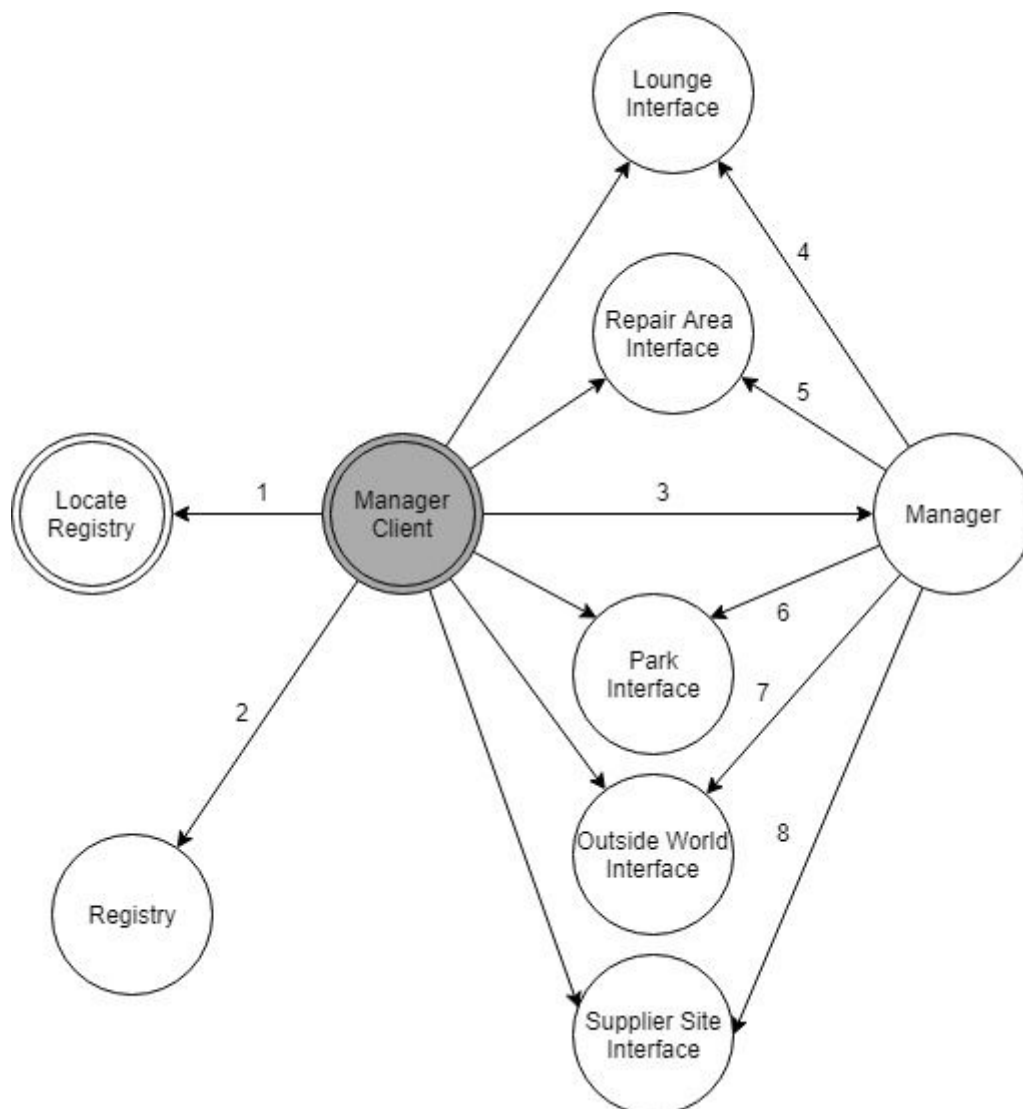 Lounge
Interface
4
Repair Area
Interface
5
Locate
Registry
1
Manager
Client
3
Manager
6
Park
Interface
7
2
Outside World
Interface
8
Registry
Supplier Site
Interface